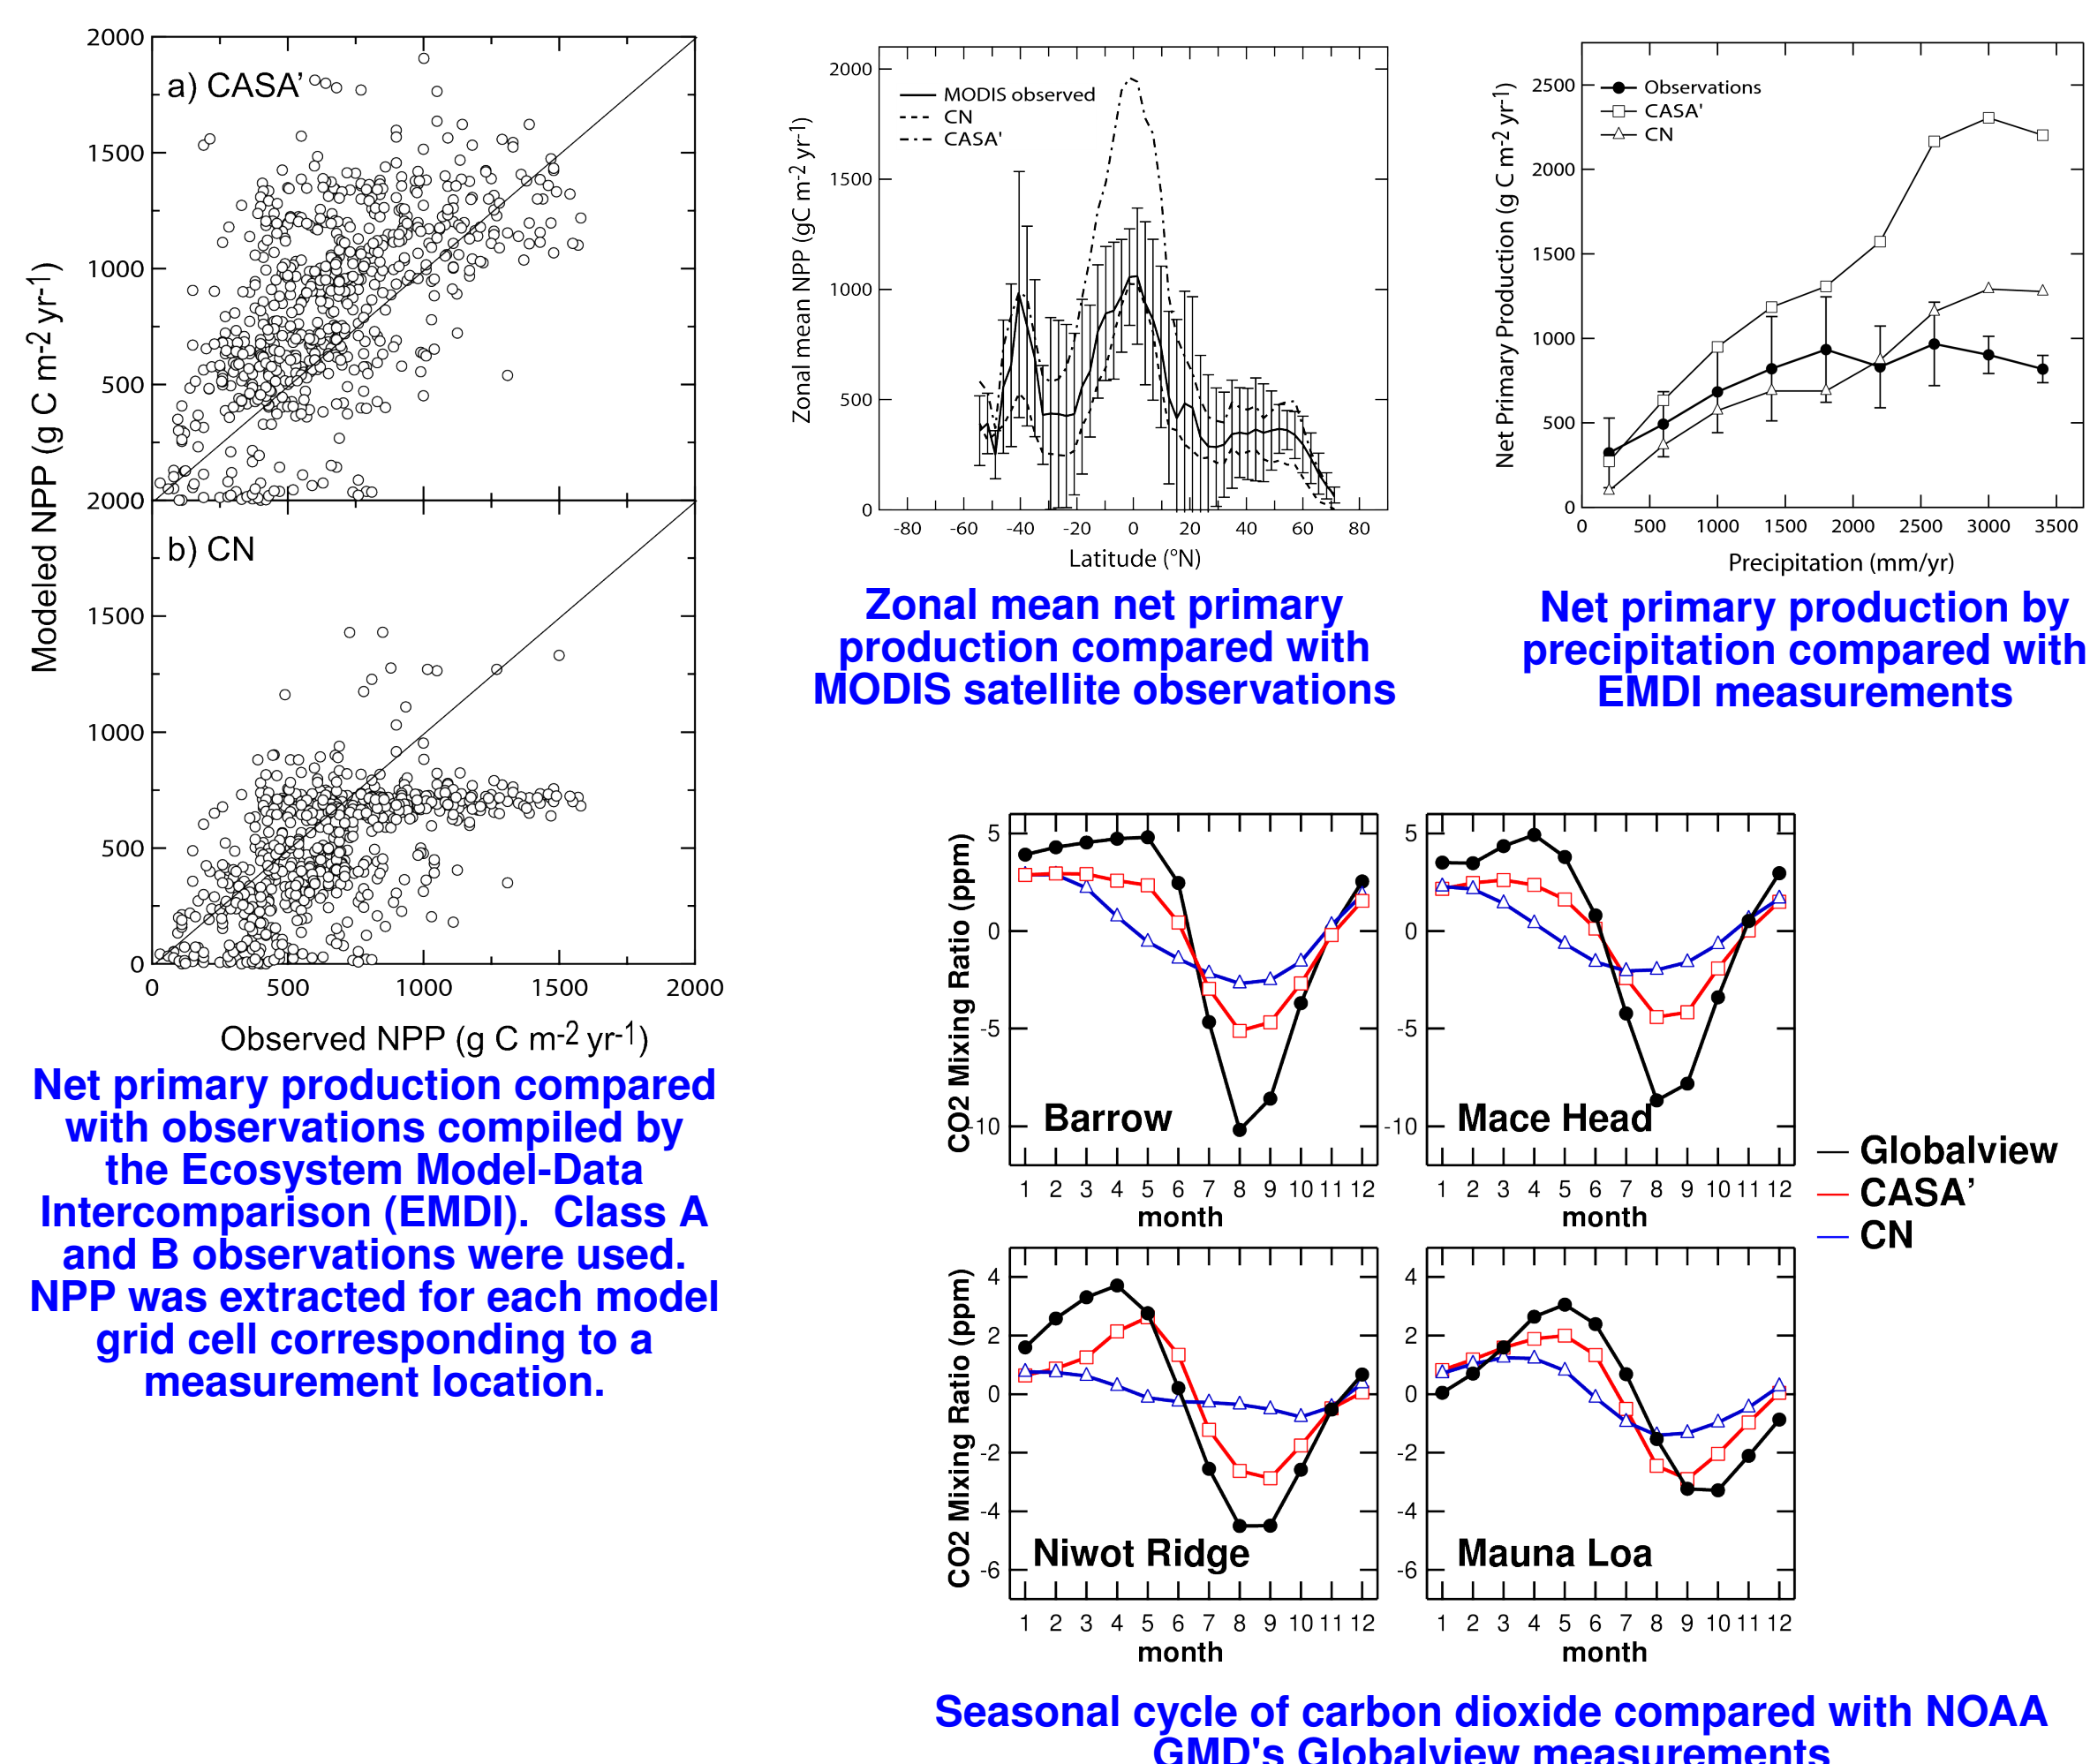 2000
a) CASA'
1500
1000
500
2000
b) CN
1500
1000
500
0
0 500 1000 1500 2000
Modeled NPP (g C m-2 yr-1)
Observed NPP (g C m-2 yr-1)
Net primary production compared
with observations compiled by
the Ecosystem Model-Data
Intercomparison (EMDI). Class A
and B observations were used.
NPP was extracted for each model
grid cell corresponding to a
measurement location.
2000
1500
1000
500
0
MODIS observed
CN
CASA'
Zonal mean NPP (gC m-2 yr-1)
-80 -60 -40 -20 0 20 40 60 80
Latitude (°N)
Zonal mean net primary
production compared with
MODIS satellite observations
2500
2000
1500
1000
500
0
Observations
CASA'
CN
Net Primary Production (g C m-2 yr-1)
0 500 1000 1500 2000 2500 3000 3500
Precipitation (mm/yr)
Net primary production by
precipitation compared with
EMDI measurements
CO2 Mixing Ratio (ppm)
5
0
-5
-10
Barrow
1 2 3 4 5 6 7 8 9 10 11 12
month
5
0
-5
-10
Mace Head
1 2 3 4 5 6 7 8 9 10 11 12
month
Globalview
CASA'
CN
CO2 Mixing Ratio (ppm)
4
2
0
-2
-4
-6
Niwot Ridge
1 2 3 4 5 6 7 8 9 10 11 12
month
4
2
0
-2
-4
-6
Mauna Loa
1 2 3 4 5 6 7 8 9 10 11 12
month
Seasonal cycle of carbon dioxide compared with NOAA
GMD's Globalview measurements